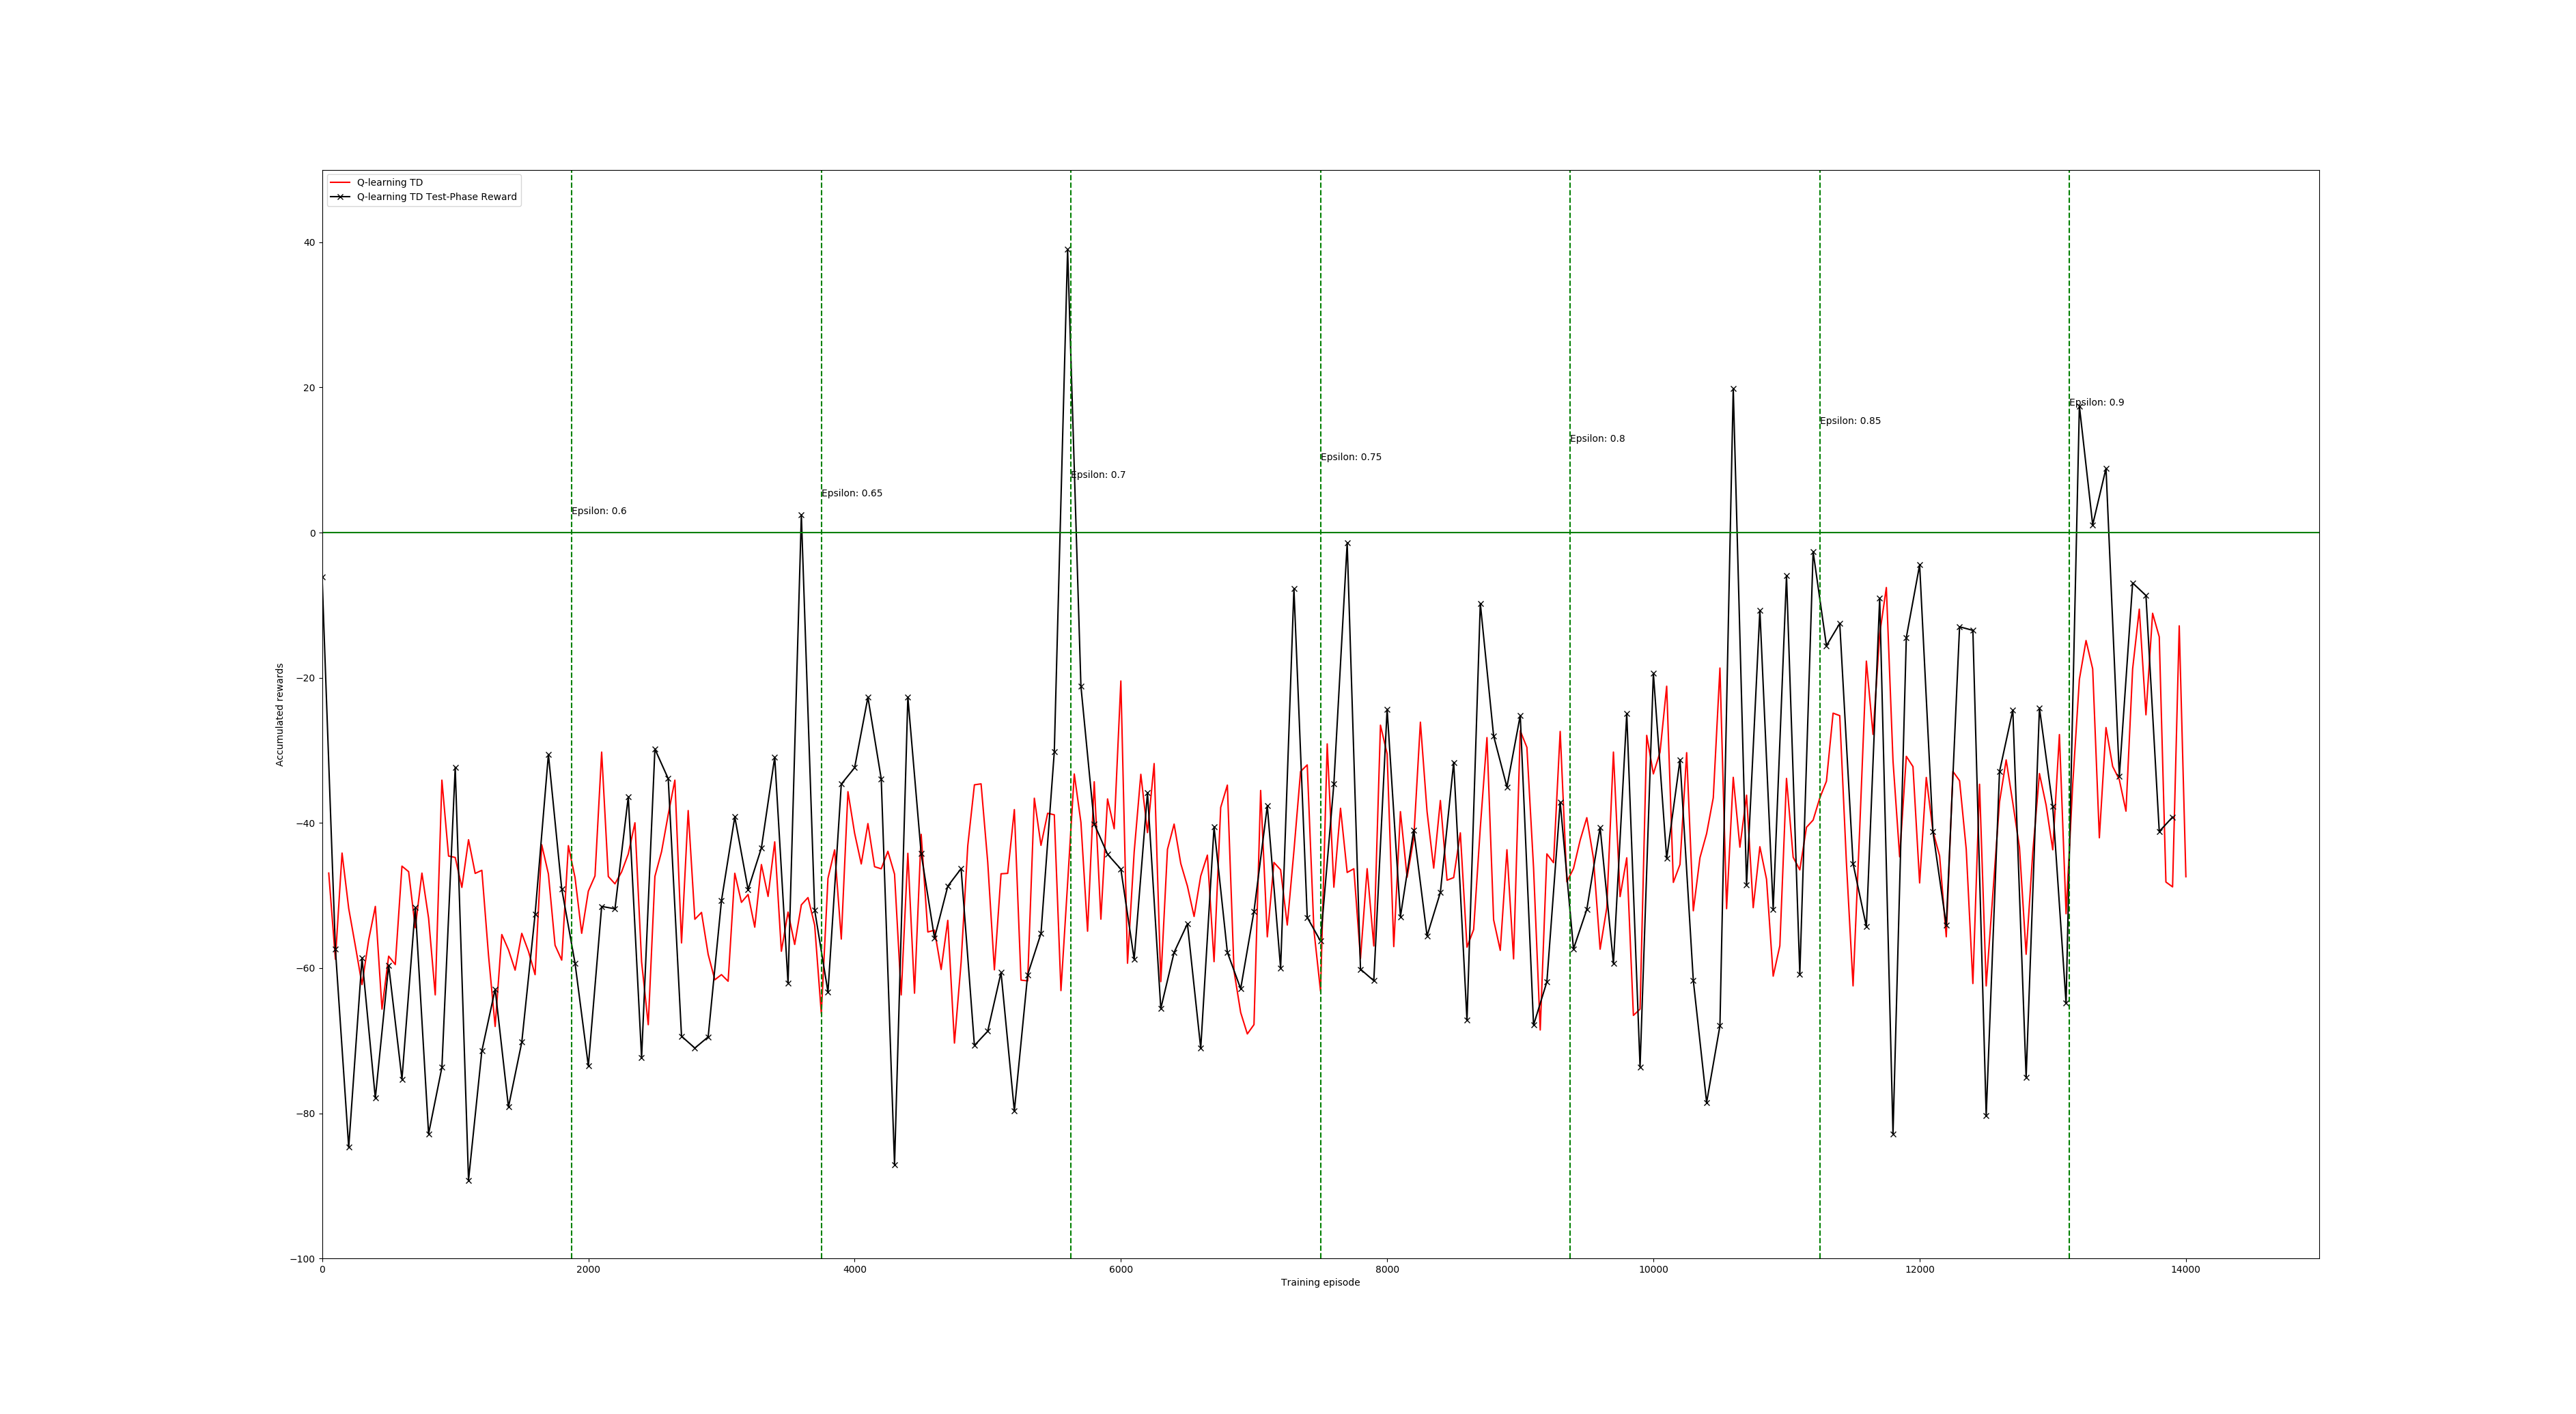 Q-learning TD
Q-learning TD Test-Phase Reward
40
20
0
−20
−40
−60
−80
−100
Accumulated rewards
Epsilon: 0.6
Epsilon: 0.65
Epsilon: 0.7
Epsilon: 0.75
Epsilon: 0.8
Epsilon: 0.85
Epsilon: 0.9
0 2000 4000 6000 8000 10000 12000 14000
Training episode